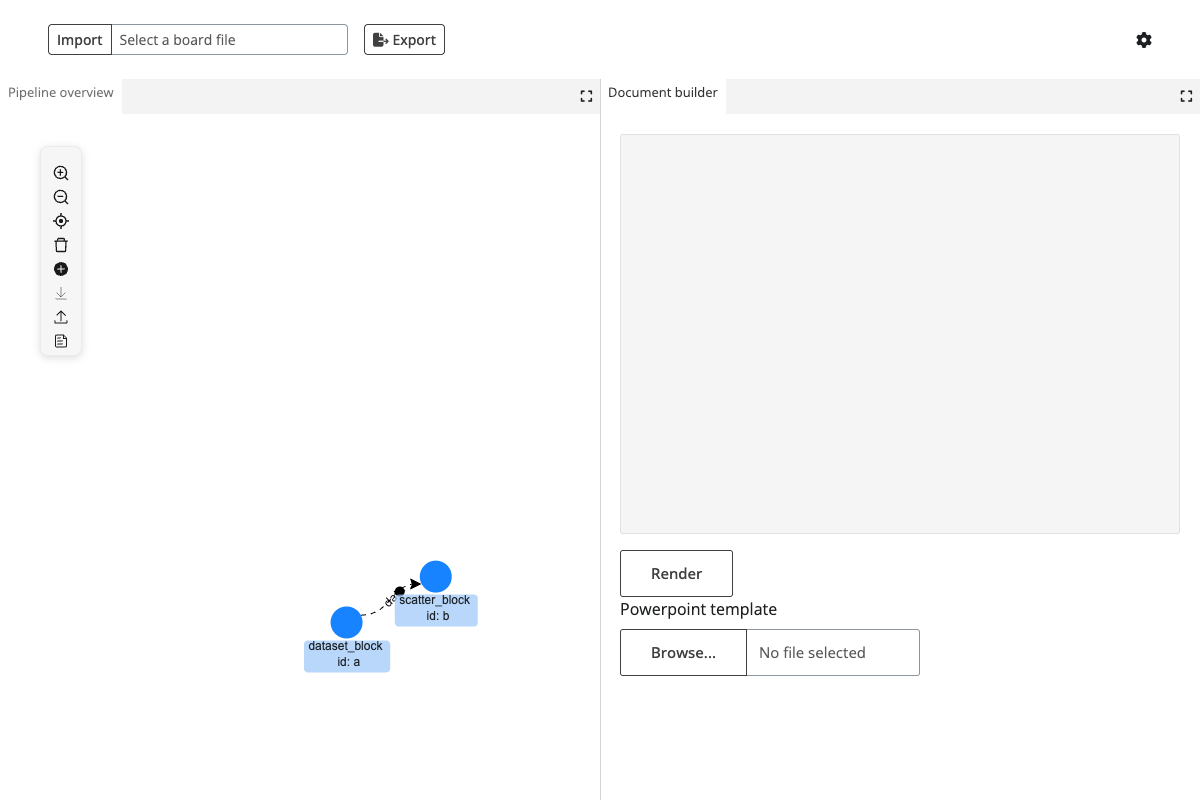 Import
Select a board file
Export
Pipeline overview
Document builder
scatter_block
id: b
dataset_block
id: a
Render
Powerpoint template
Browse...
No file selected